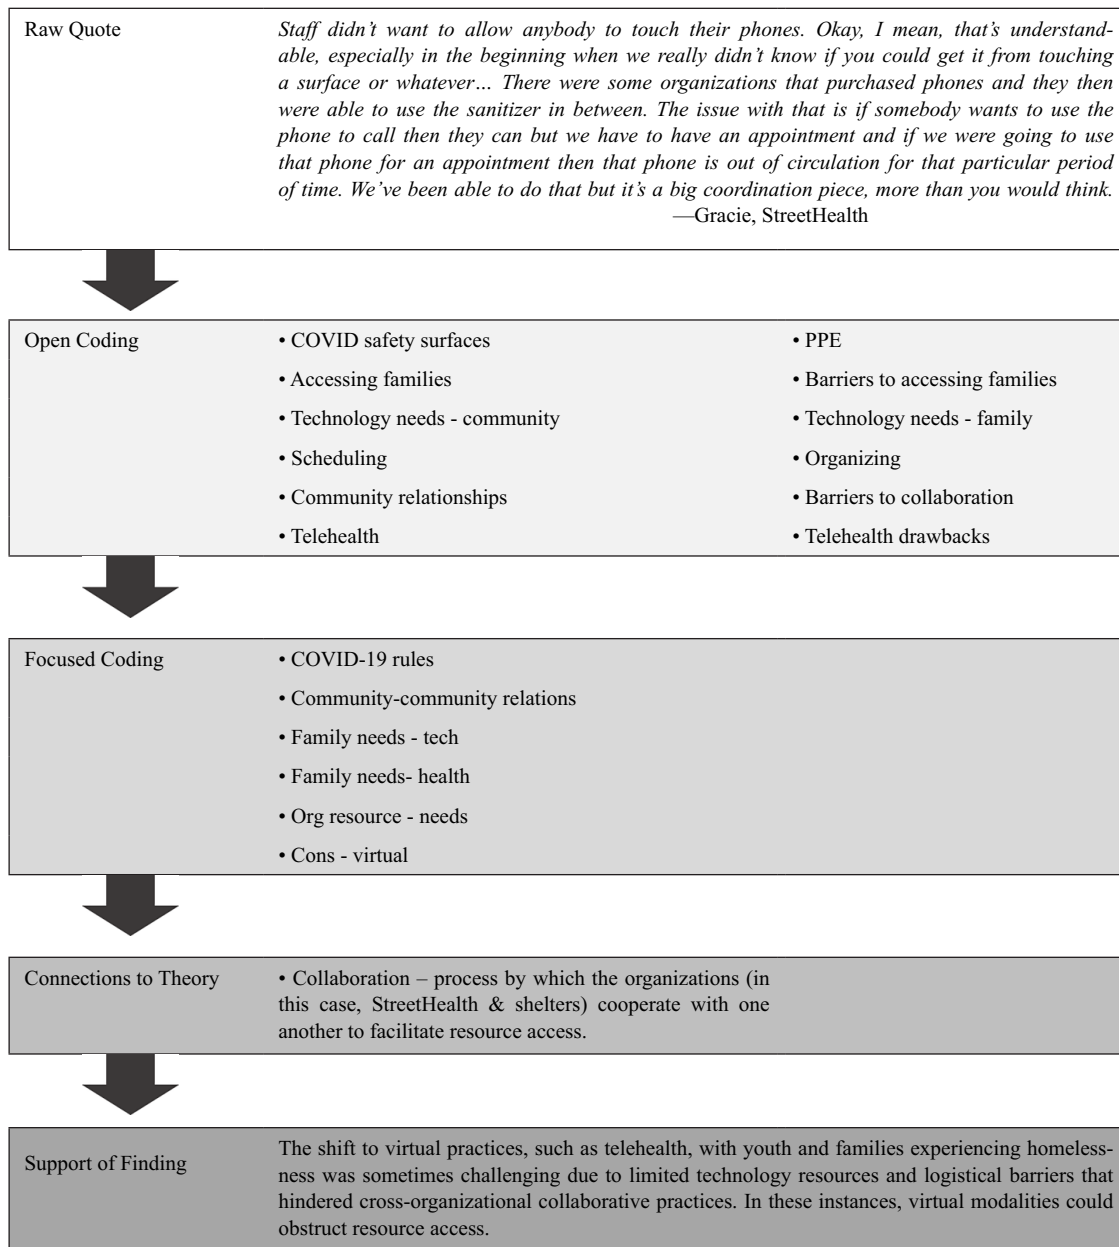 Raw Quote
Staff didn’t want to allow anybody to touch their phones. Okay, I mean, that’s understand-
able, especially in the beginning when we really didn’t know if you could get it from touching
a surface or whatever… There were some organizations that purchased phones and they then
were able to use the sanitizer in between. The issue with that is if somebody wants to use the
phone to call then they can but we have to have an appointment and if we were going to use
that phone for an appointment then that phone is out of circulation for that particular period
of time. We’ve been able to do that but it’s a big coordination piece, more than you would think.
—Gracie, StreetHealth
Open Coding
• COVID safety surfaces
• PPE
• Accessing families
• Barriers to accessing families
• Technology needs - community
• Technology needs - family
• Scheduling
• Organizing
• Community relationships
• Barriers to collaboration
• Telehealth
• Telehealth drawbacks
Focused Coding
• COVID-19 rules
• Community-community relations
• Family needs - tech
• Family needs- health
• Org resource - needs
• Cons - virtual
Connections to Theory
• Collaboration – process by which the organizations (in
this case, StreetHealth & shelters) cooperate with one
another to facilitate resource access.
Support of Finding
The shift to virtual practices, such as telehealth, with youth and families experiencing homeless-
ness was sometimes challenging due to limited technology resources and logistical barriers that
hindered cross-organizational collaborative practices. In these instances, virtual modalities could
obstruct resource access.